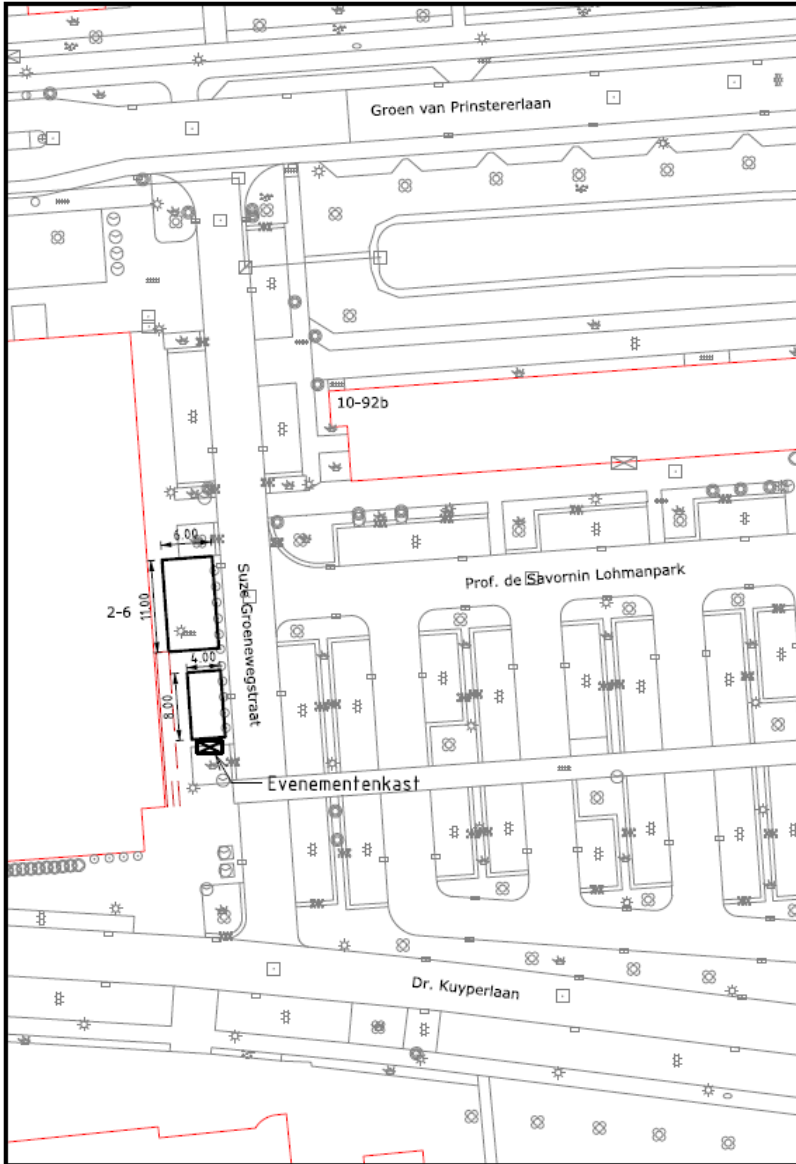 Groen van Prinstererlaan
10-92b
6.00
11.00
Suze Groenewegstraat
Prof. de Savornin Lohmanpark
2-6
4.00
8.00
Evenementenkast
Dr. Kuyperlaan